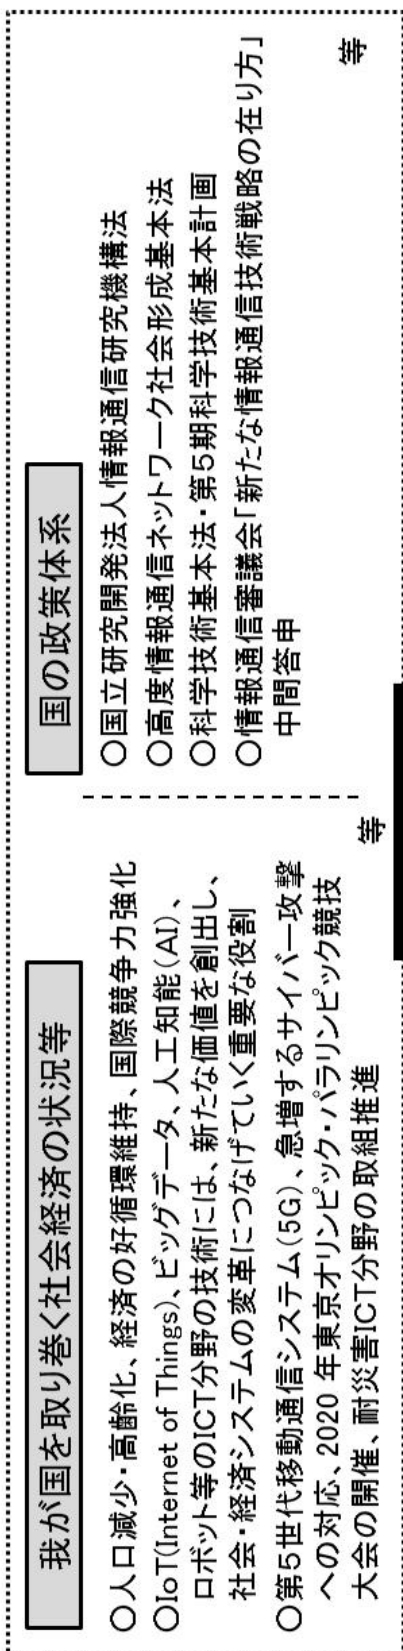 我が国を取り巻く社会経済の状況等
○人口減少・高齢化、経済の好循環維持、国際競争力強化
○IoT(Internet of Things)、ビッグデータ、人工知能(AI)、
ロボット等のICT分野の技術には、新たな価値を創出し、
社会・経済システムの変革につなげていく重要な役割
○第5世代移動通信システム(5G)、急増するサイバー攻撃
への対応、2020 年東京オリンピック・パラリンピック競技
大会の開催、耐災害ICT分野の取組推進
等
国の政策体系
○国立研究開発法人情報通信研究機構法
○高度情報通信ネットワーク社会形成基本法
○科学技術基本法・第5期科学技術基本計画
○情報通信審議会「新たな情報通信技術戦略の在り方」
中間答申
等